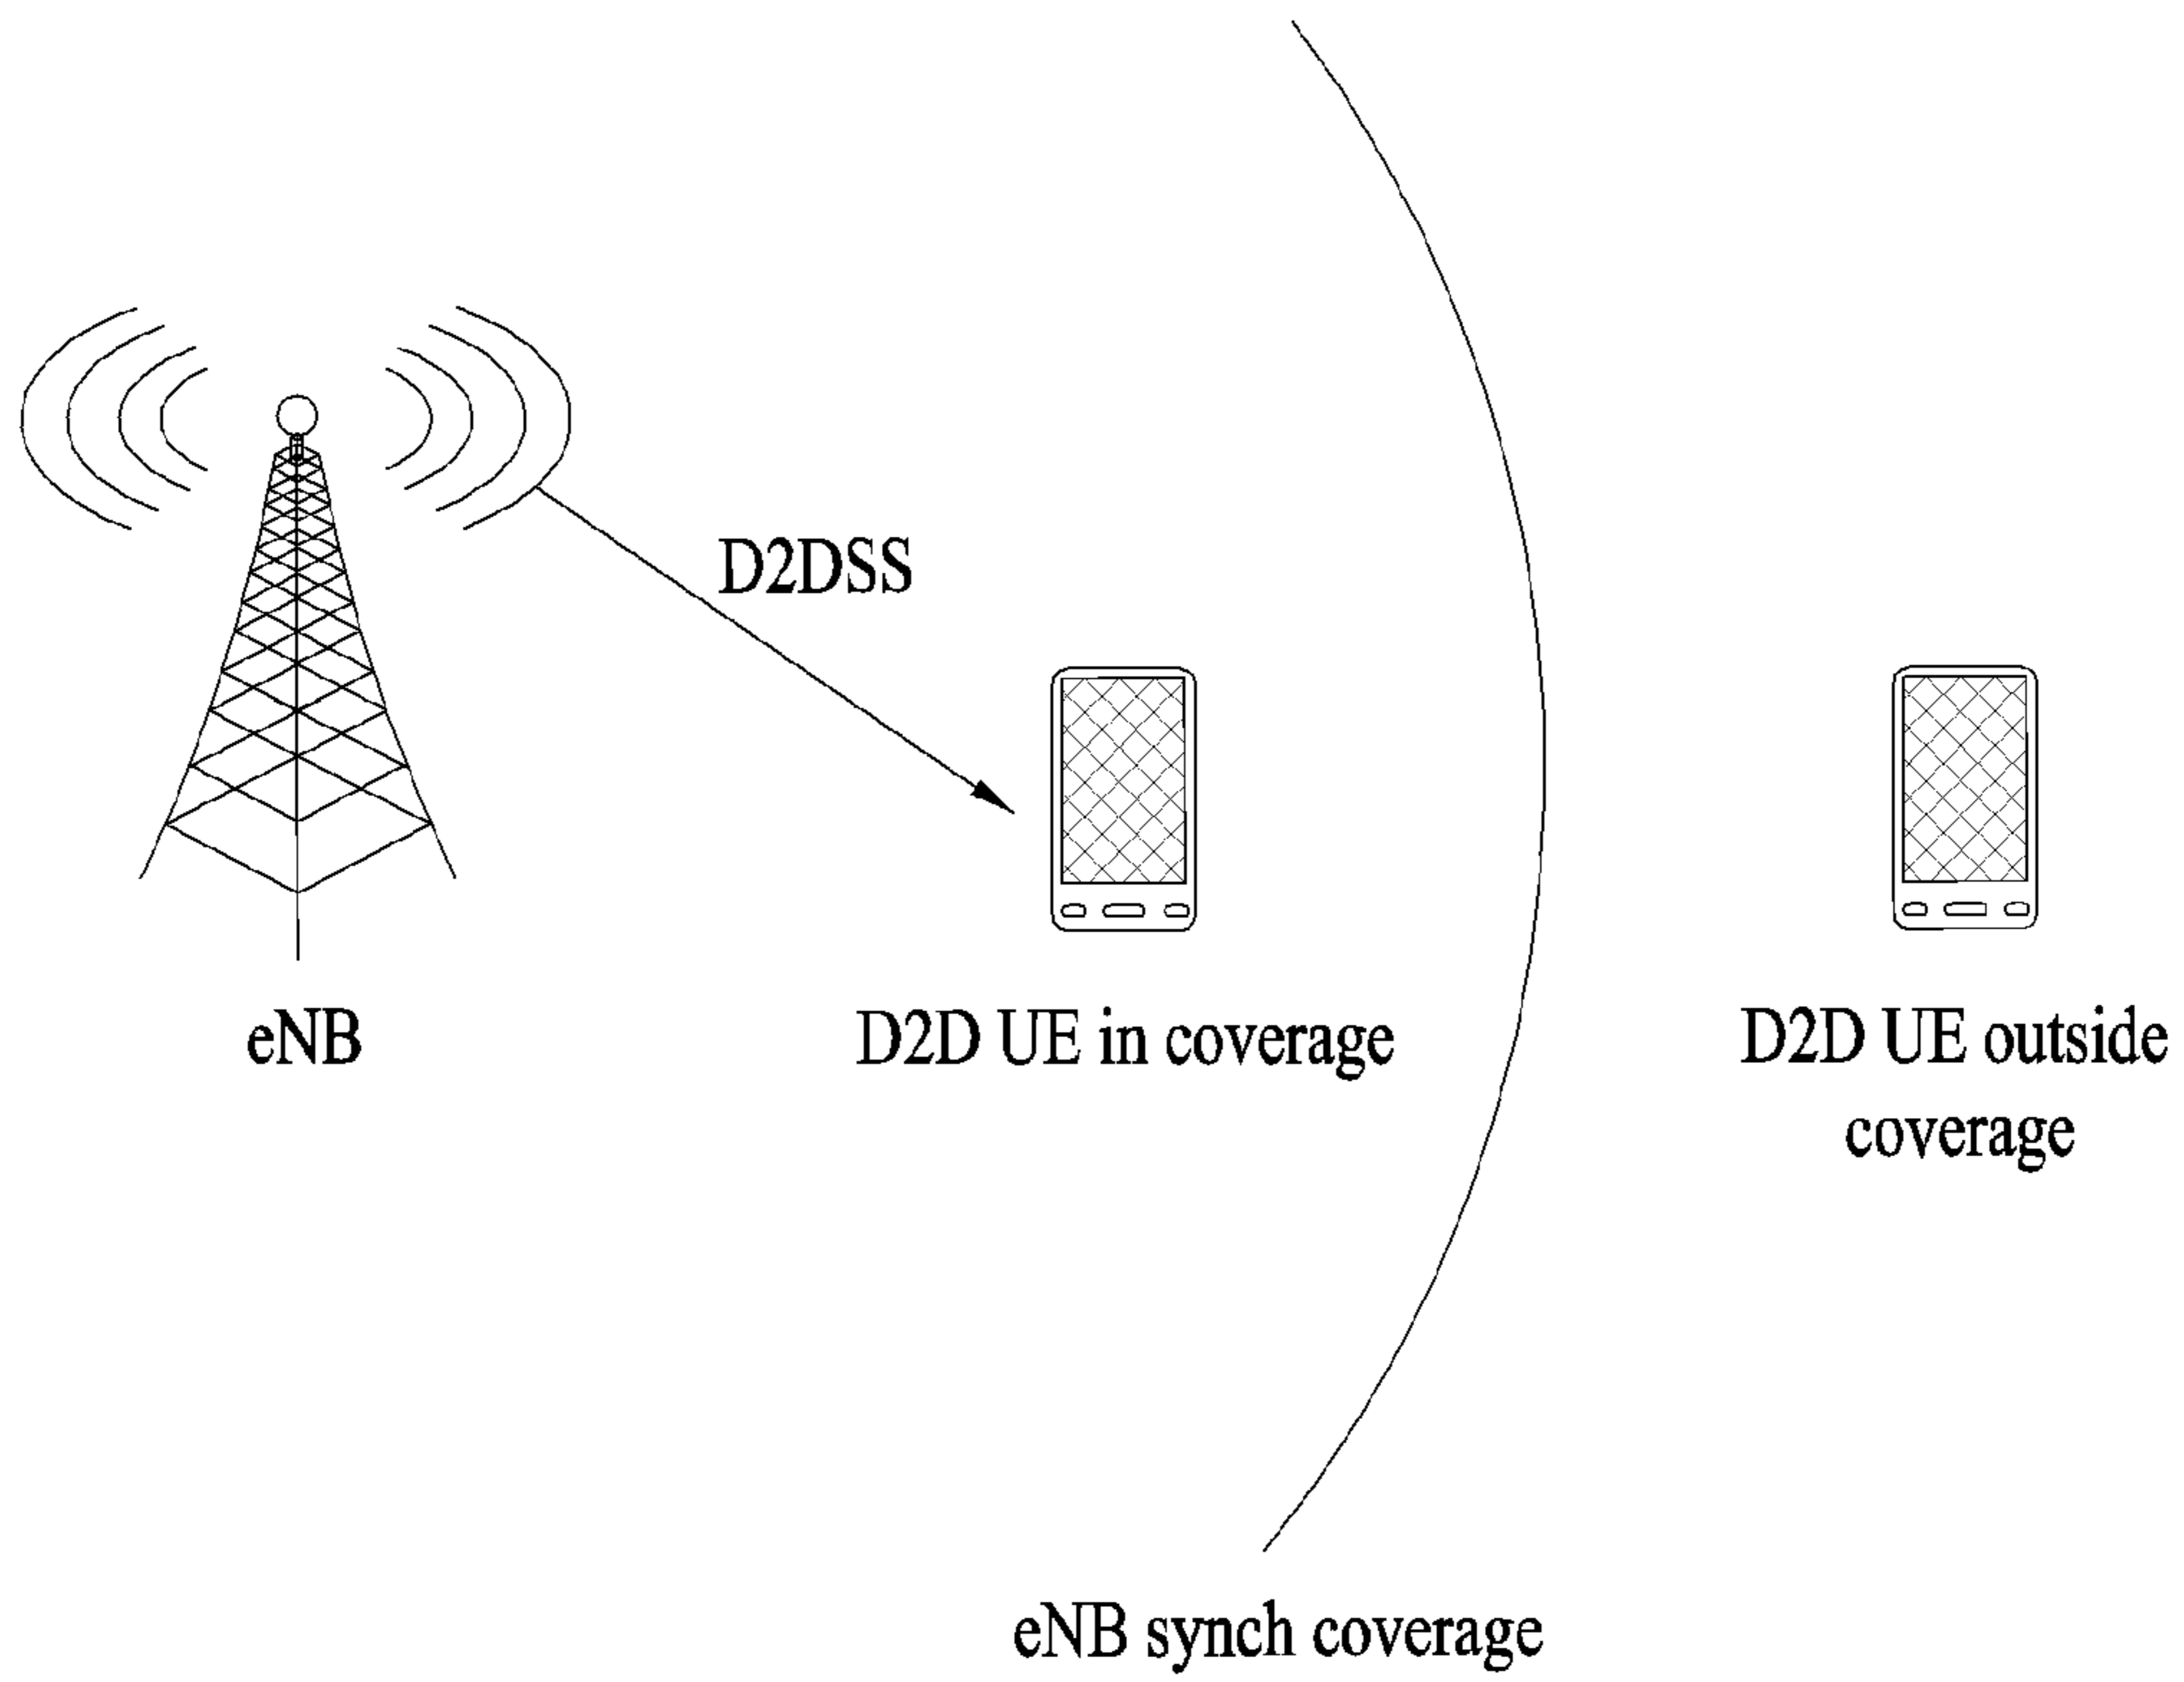 D2DSS
eNB
D2D UE in coverage
D2D UE outside
coverage
eNB synch coverage